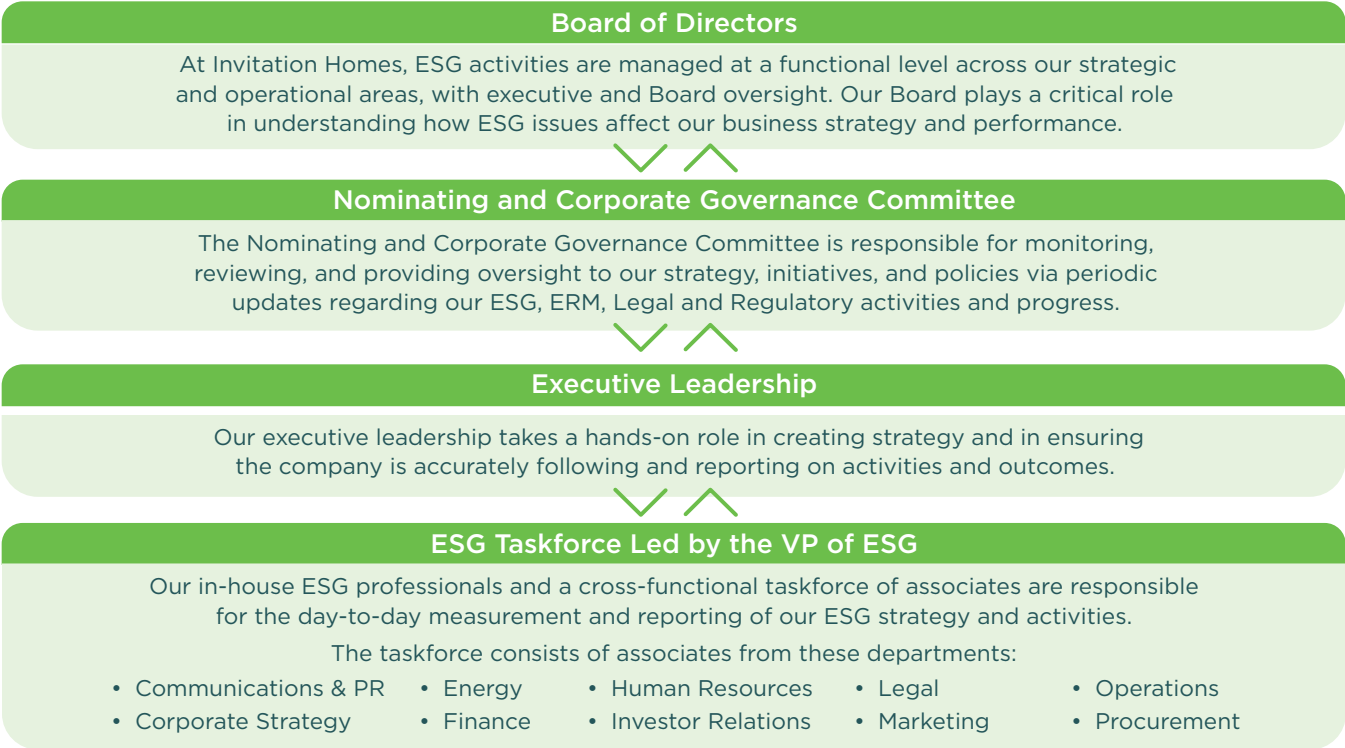 Board of Directors
At Invitation Homes, ESG activities are managed at a functional level across our strategic
and operational areas, with executive and Board oversight. Our Board plays a critical role
in understanding how ESG issues affect our business strategy and performance.
Nominating and Corporate Governance Committee
The Nominating and Corporate Governance Committee is responsible for monitoring,
reviewing, and providing oversight to our strategy, initiatives, and policies via periodic
updates regarding our ESG, ERM, Legal and Regulatory activities and progress.
Executive Leadership
Our executive leadership takes a hands-on role in creating strategy and in ensuring
the company is accurately following and reporting on activities and outcomes.
ESG Taskforce Led by the VP of ESG
Our in-house ESG professionals and a cross-functional taskforce of associates are responsible
for the day-to-day measurement and reporting of our ESG strategy and activities.
The taskforce consists of associates from these departments:
• Communications & PR • Energy • Human Resources • Legal • Operations
• Corporate Strategy • Finance • Investor Relations • Marketing • Procurement